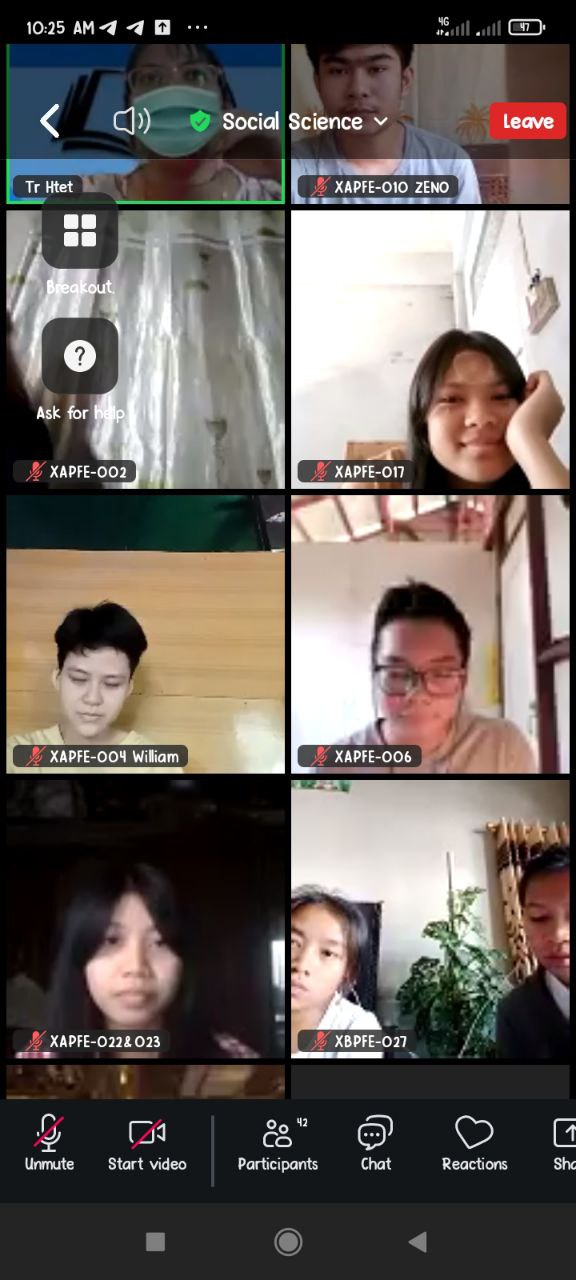 10:25 AM
4G
47
Social Science
Leave
Tr Htet
XAPFE-010 ZENO
Breakout.
Ask for help
XAPFE-002
XAPFE-017
XAPFE-004 William
XAPFE-006
XAPFE-022&023
XBPFE-027
Unmute
Start video
42
Participants
Chat
Reactions
Sha